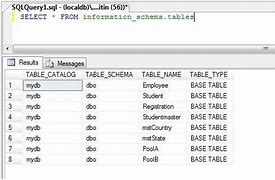 SQLQuery1.sql - (localdb)\....itin (56))*
SELECT * FROM information_schema.tables
Results Messages
TABLE_CATALOG TABLE_SCHEMA TABLE_NAME TABLE_TYPE
1 mydb dbo Employee BASE TABLE
2 mydb dbo Student BASE TABLE
3 mydb dbo Registration BASE TABLE
4 mydb dbo Studentmaster BASE TABLE
5 mydb dbo mstCountry BASE TABLE
6 mydb dbo mstState BASE TABLE
7 mydb dbo PoolA BASE TABLE
8 mydb dbo PoolB BASE TABLE